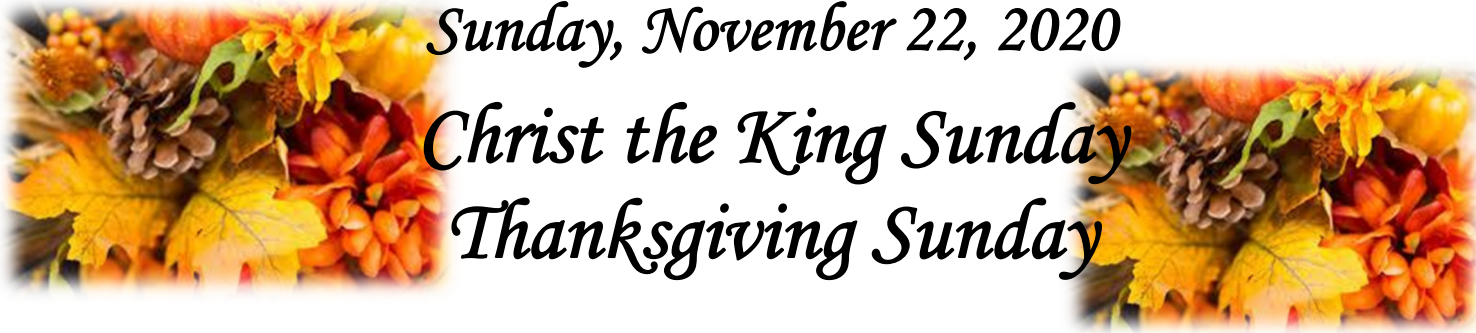 Sunday, November 22, 2020
Christ the King Sunday
Thanksgiving Sunday